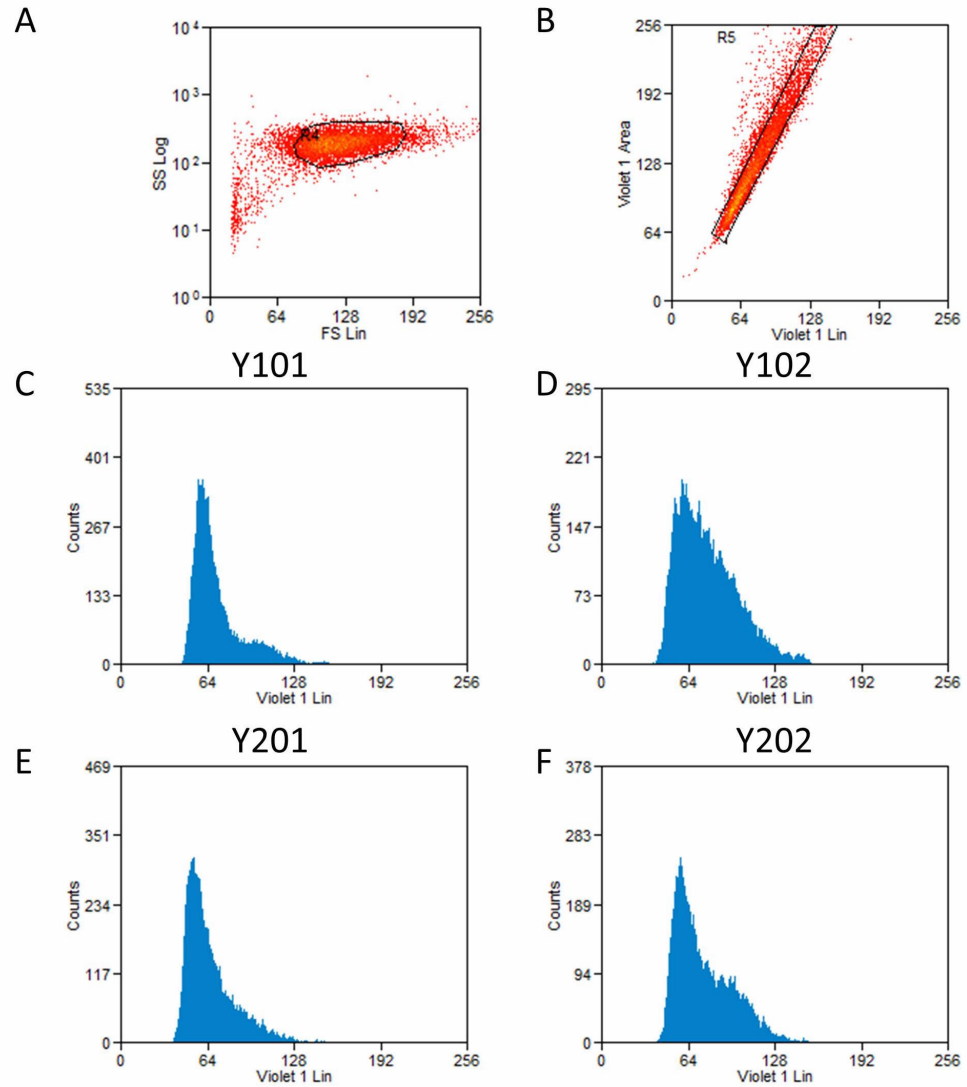 A
10⁴
10³
10²
10¹
10⁰
SS Log
R4
0 64 128 192 256
FS Lin
B
256
192
128
64
0
Violet 1 Area
R5
0 64 128 192 256
Violet 1 Lin
C
Y101
535
401
267
133
0
Counts
0 64 128 192 256
Violet 1 Lin
D
Y102
295
221
147
73
0
Counts
0 64 128 192 256
Violet 1 Lin
E
Y201
469
351
234
117
0
Counts
0 64 128 192 256
Violet 1 Lin
F
Y202
378
283
189
94
0
Counts
0 64 128 192 256
Violet 1 Lin